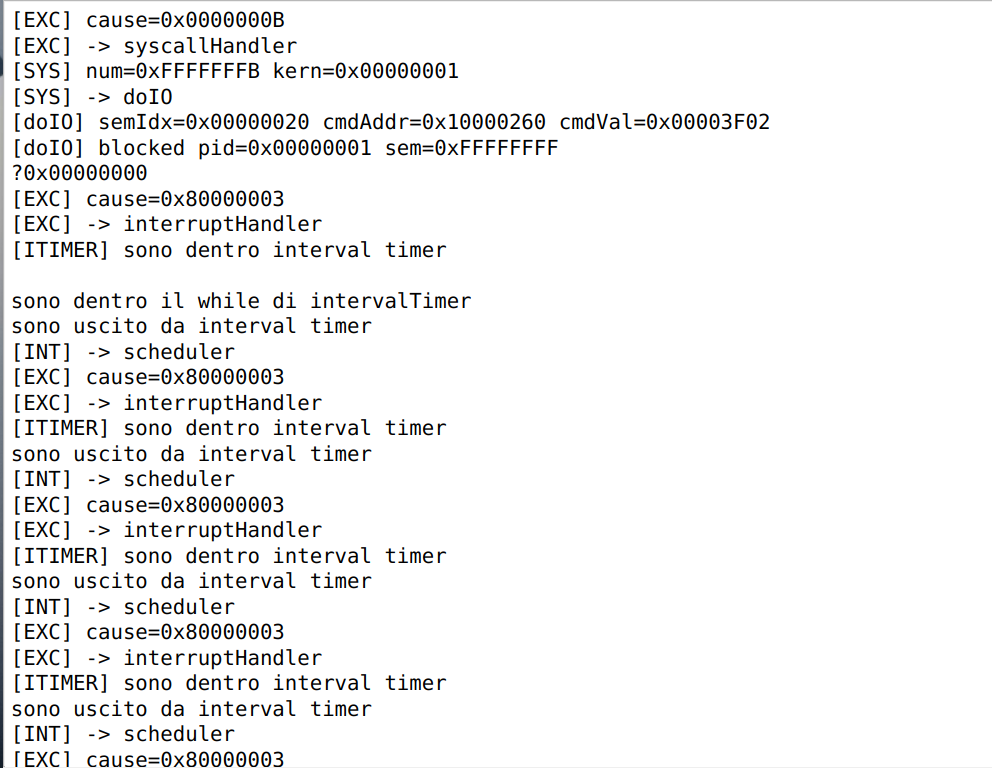 [EXC] cause=0x0000000B
[EXC] -> syscallHandler
[SYS] num=0xFFFFFFFB kern=0x00000001
[SYS] -> doIO
[doIO] semIdx=0x00000020 cmdAddr=0x10000260 cmdVal=0x00003F02
[doIO] blocked pid=0x00000001 sem=0xFFFFFFFF
?0x00000000
[EXC] cause=0x80000003
[EXC] -> interruptHandler
[ITIMER] sono dentro interval timer
sono dentro il while di intervalTimer
sono uscito da interval timer
[INT] -> scheduler
[EXC] cause=0x80000003
[EXC] -> interruptHandler
[ITIMER] sono dentro interval timer
sono uscito da interval timer
[INT] -> scheduler
[EXC] cause=0x80000003
[EXC] -> interruptHandler
[ITIMER] sono dentro interval timer
sono uscito da interval timer
[INT] -> scheduler
[EXC] cause=0x80000003
[EXC] -> interruptHandler
[ITIMER] sono dentro interval timer
sono uscito da interval timer
[INT] -> scheduler
[EXC] cause=0x80000003